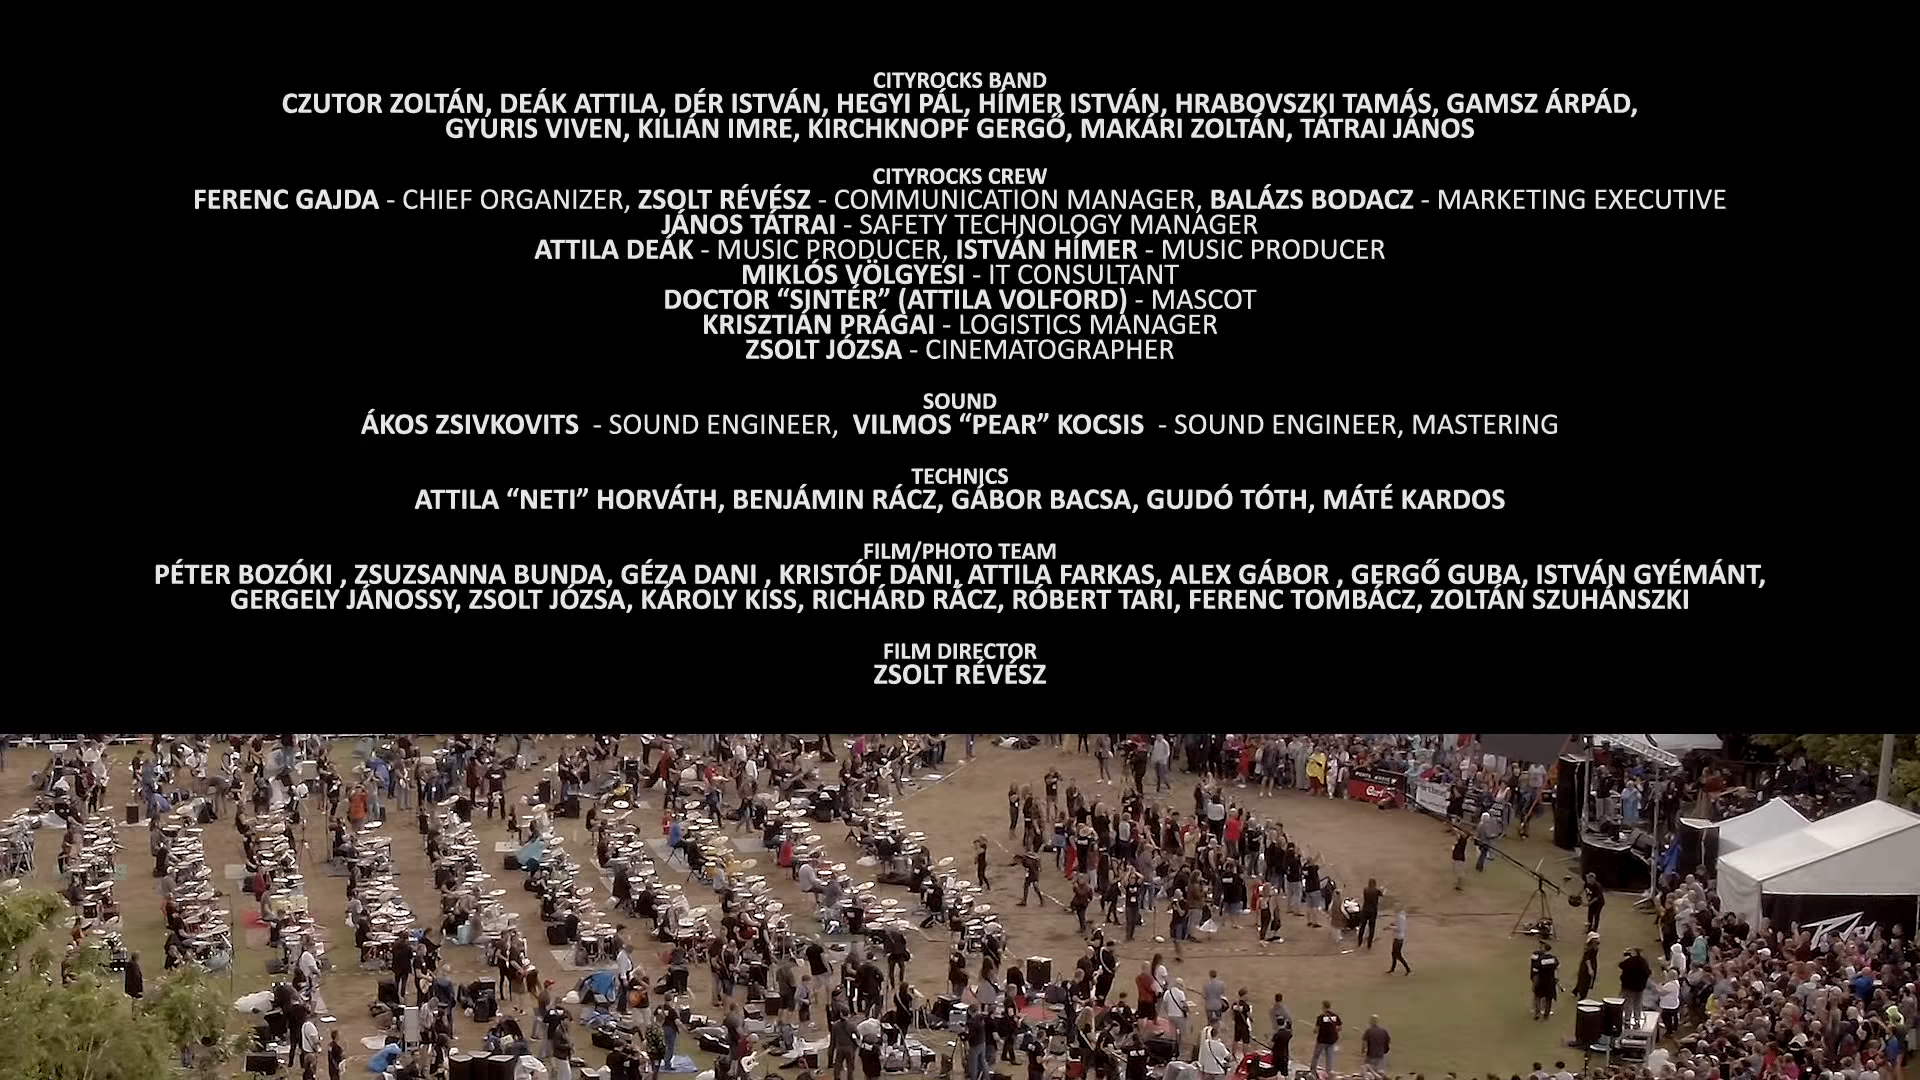 CITYROCKS BAND
CZUTOR ZOLTÁN, DEÁK ATTILA, DÉR ISTVÁN, HEGYI PÁL, HÍMER ISTVÁN, HRABOVSZKI TAMÁS, GAMSZ ÁRPÁD,
GYURIS VIVEN, KILIÁN IMRE, KIRCHKNOPF GERGŐ, MAKÁRI ZOLTÁN, TÁTRAI JÁNOS
CITYROCKS CREW
FERENC GAJDA - CHIEF ORGANIZER, ZSOLT RÉVÉSZ - COMMUNICATION MANAGER, BALÁZS BODACZ - MARKETING EXECUTIVE
JÁNOS TÁTRAI - SAFETY TECHNOLOGY MANAGER
ATTILA DEÁK - MUSIC PRODUCER, ISTVÁN HÍMER - MUSIC PRODUCER
MIKLÓS VÖLGYESI - IT CONSULTANT
DOCTOR “SINTÉR” (ATTILA VOLFORD) - MASCOT
KRISZTIÁN PRÁGAI - LOGISTICS MANAGER
ZSOLT JÓZSA - CINEMATOGRAPHER
SOUND
ÁKOS ZSIVKOVITS - SOUND ENGINEER, VILMOS “PEAR” KOCSIS - SOUND ENGINEER, MASTERING
TECHNICS
ATTILA “NETI” HORVÁTH, BENJÁMIN RÁCZ, GÁBOR BACSA, GUJDÓ TÓTH, MÁTÉ KARDOS
FILM/PHOTO TEAM
PÉTER BOZÓKI , ZSUZSANNA BUNDA, GÉZA DANI , KRISTÓF DANI, ATTILA FARKAS, ALEX GÁBOR , GERGŐ GUBA, ISTVÁN GYÉMÁNT,
GERGELY JÁNOSSY, ZSOLT JÓZSA, KÁROLY KISS, RICHÁRD RÁCZ, RÓBERT TARI, FERENC TOMBÁCZ, ZOLTÁN SZUHÁNSZKI
FILM DIRECTOR
ZSOLT RÉVÉSZ